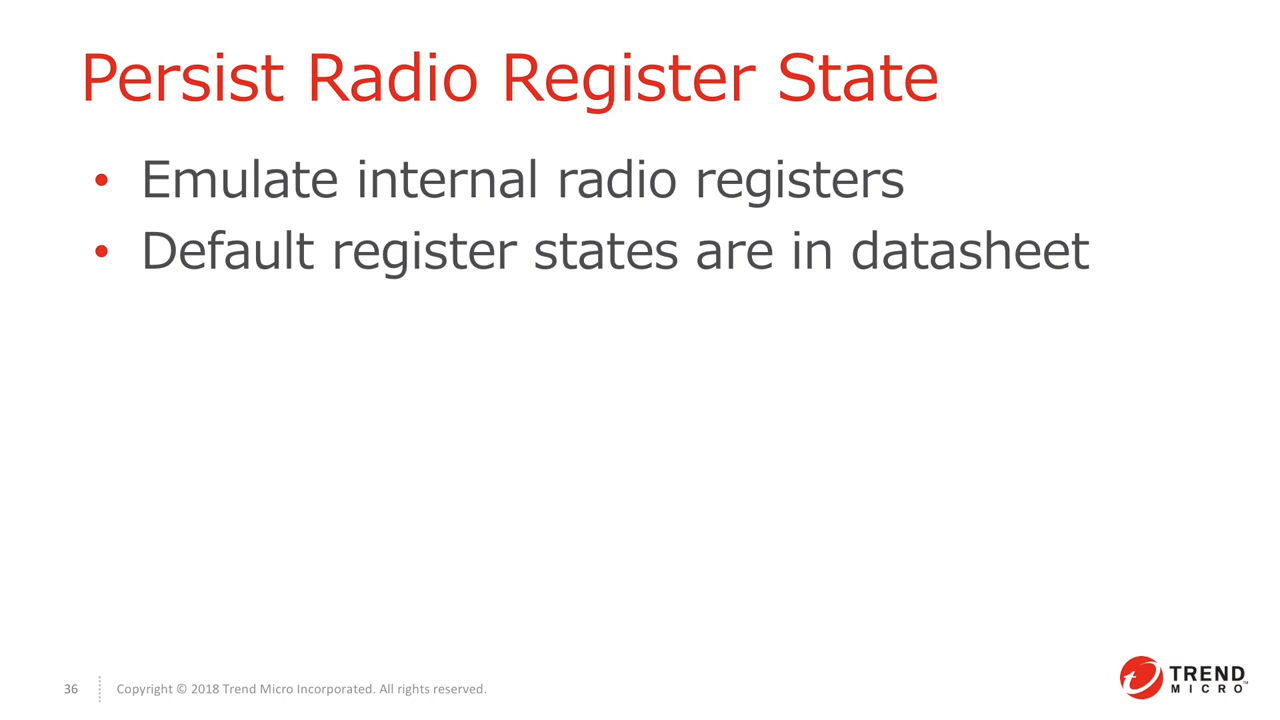 Persist Radio Register State
• Emulate internal radio registers
• Default register states are in datasheet
36
Copyright © 2018 Trend Micro Incorporated. All rights reserved.
TREND
MICRO™